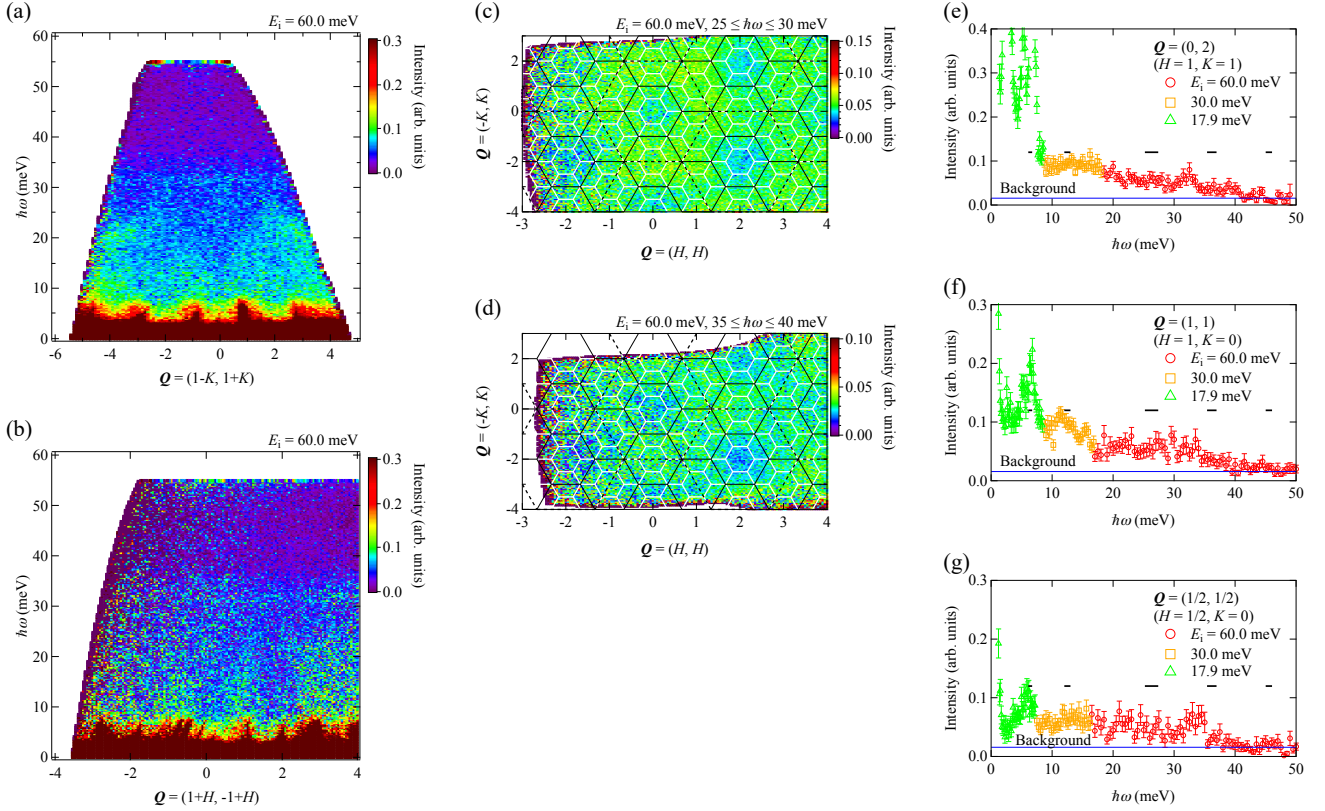 (a)
E_i = 60.0 meV
ħω (meV)
60
50
40
30
20
10
0
-6 -4 -2 0 2 4
Q = (1-K, 1+K)
0.3
0.2
0.1
0.0
Intensity (arb. units)
(b)
E_i = 60.0 meV
ħω (meV)
60
50
40
30
20
10
0
-4 -2 0 2 4
Q = (1+H, -1+H)
0.3
0.2
0.1
0.0
Intensity (arb. units)
(c)
E_i = 60.0 meV, 25 ≤ ħω ≤ 30 meV
Q = (-K, K)
2
0
-2
-4
-3 -2 -1 0 1 2 3 4
Q = (H, H)
0.15
0.10
0.05
0.00
Intensity (arb. units)
(d)
E_i = 60.0 meV, 35 ≤ ħω ≤ 40 meV
Q = (-K, K)
2
0
-2
-4
-3 -2 -1 0 1 2 3 4
Q = (H, H)
0.10
0.05
0.00
Intensity (arb. units)
(e)
Intensity (arb. units)
0.4
0.3
0.2
0.1
0.0
Q = (0, 2)
(H = 1, K = 1)
E_i = 60.0 meV
30.0 meV
17.9 meV
Background
0 10 20 30 40 50
ħω (meV)
(f)
Intensity (arb. units)
0.3
0.2
0.1
0.0
Q = (1, 1)
(H = 1, K = 0)
E_i = 60.0 meV
30.0 meV
17.9 meV
Background
0 10 20 30 40 50
ħω (meV)
(g)
Intensity (arb. units)
0.3
0.2
0.1
0.0
Q = (1/2, 1/2)
(H = 1/2, K = 0)
E_i = 60.0 meV
30.0 meV
17.9 meV
Background
0 10 20 30 40 50
ħω (meV)